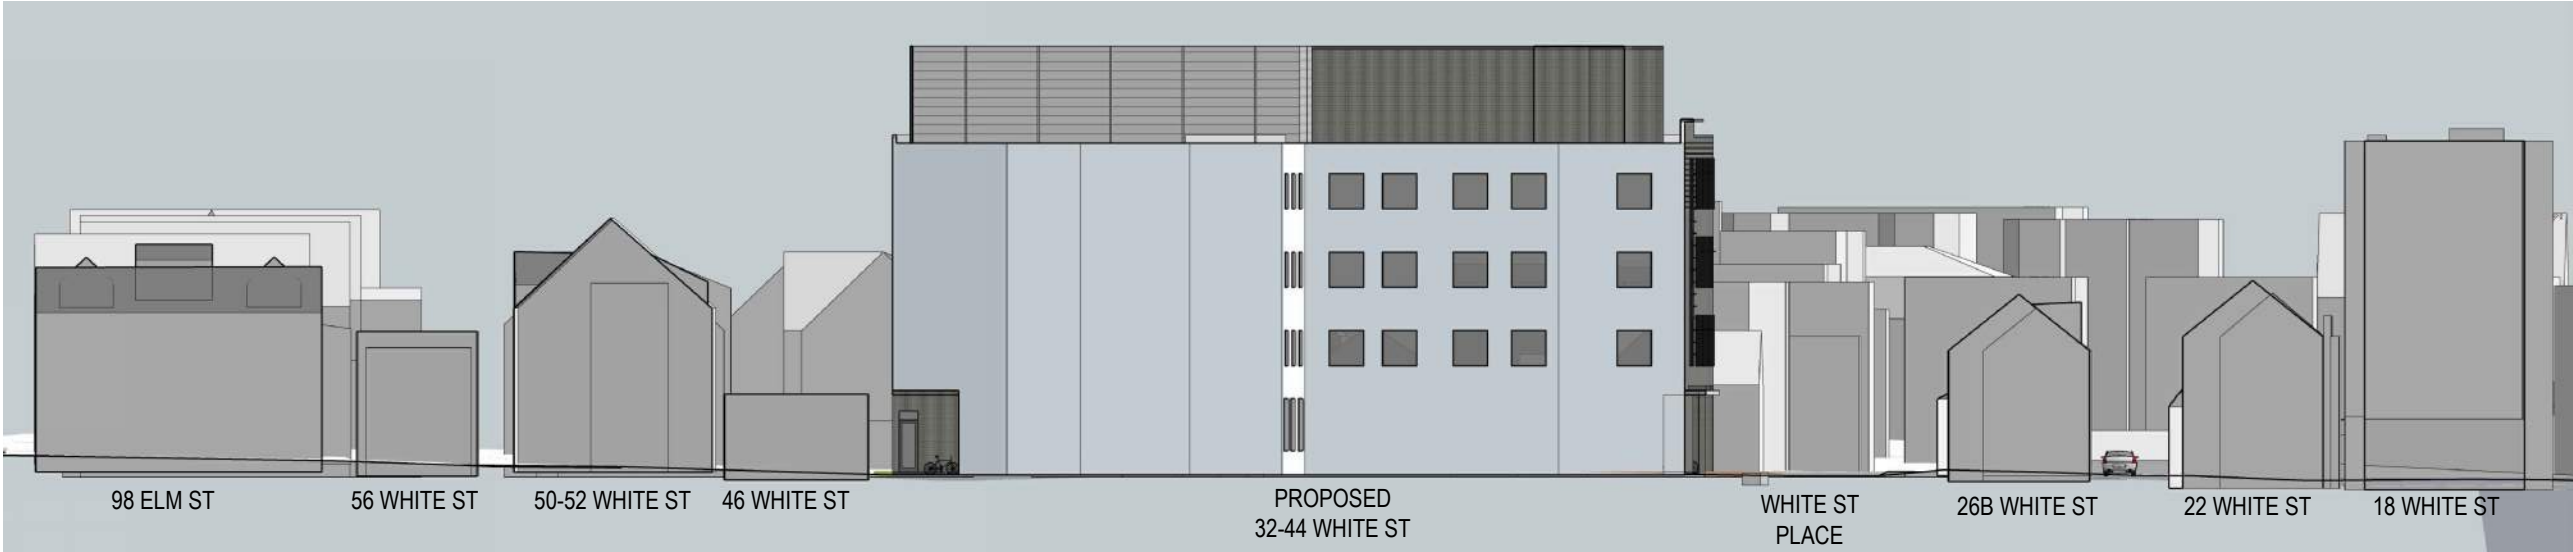 98 ELM ST
56 WHITE ST
50-52 WHITE ST
46 WHITE ST
PROPOSED
32-44 WHITE ST
WHITE ST
PLACE
26B WHITE ST
22 WHITE ST
18 WHITE ST